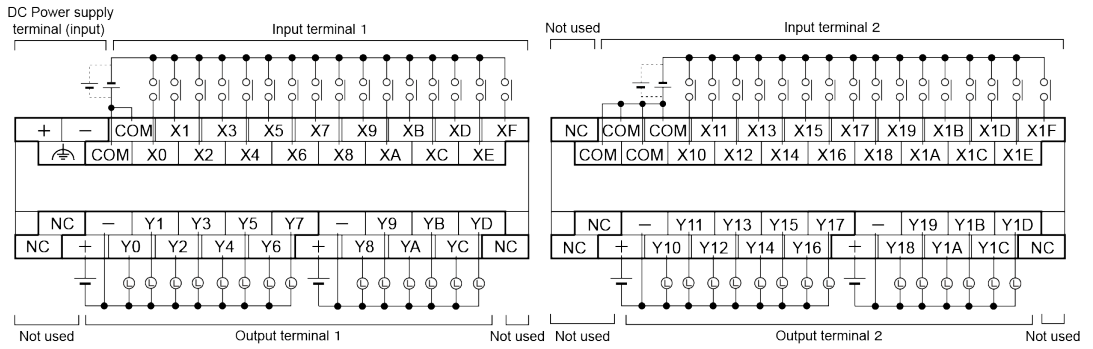 DC Power supply
terminal (input)
Input terminal 1
Not used
Input terminal 2
+ − COM X1 X3 X5 X7 X9 XB XD XF
COM X0 X2 X4 X6 X8 XA XC XE
NC COM COM X11 X13 X15 X17 X19 X1B X1D X1F
COM COM X10 X12 X14 X16 X18 X1A X1C X1E
NC − Y1 Y3 Y5 Y7 − Y9 YB YD
NC + Y0 Y2 Y4 Y6 + Y8 YA YC NC
NC − Y11 Y13 Y15 Y17 − Y19 Y1B Y1D
NC + Y10 Y12 Y14 Y16 + Y18 Y1A Y1C NC
L L L L L L L L L L L L L L
L L L L L L L L L L L L L L
Not used
Output terminal 1
Not used
Not used
Output terminal 2
Not used